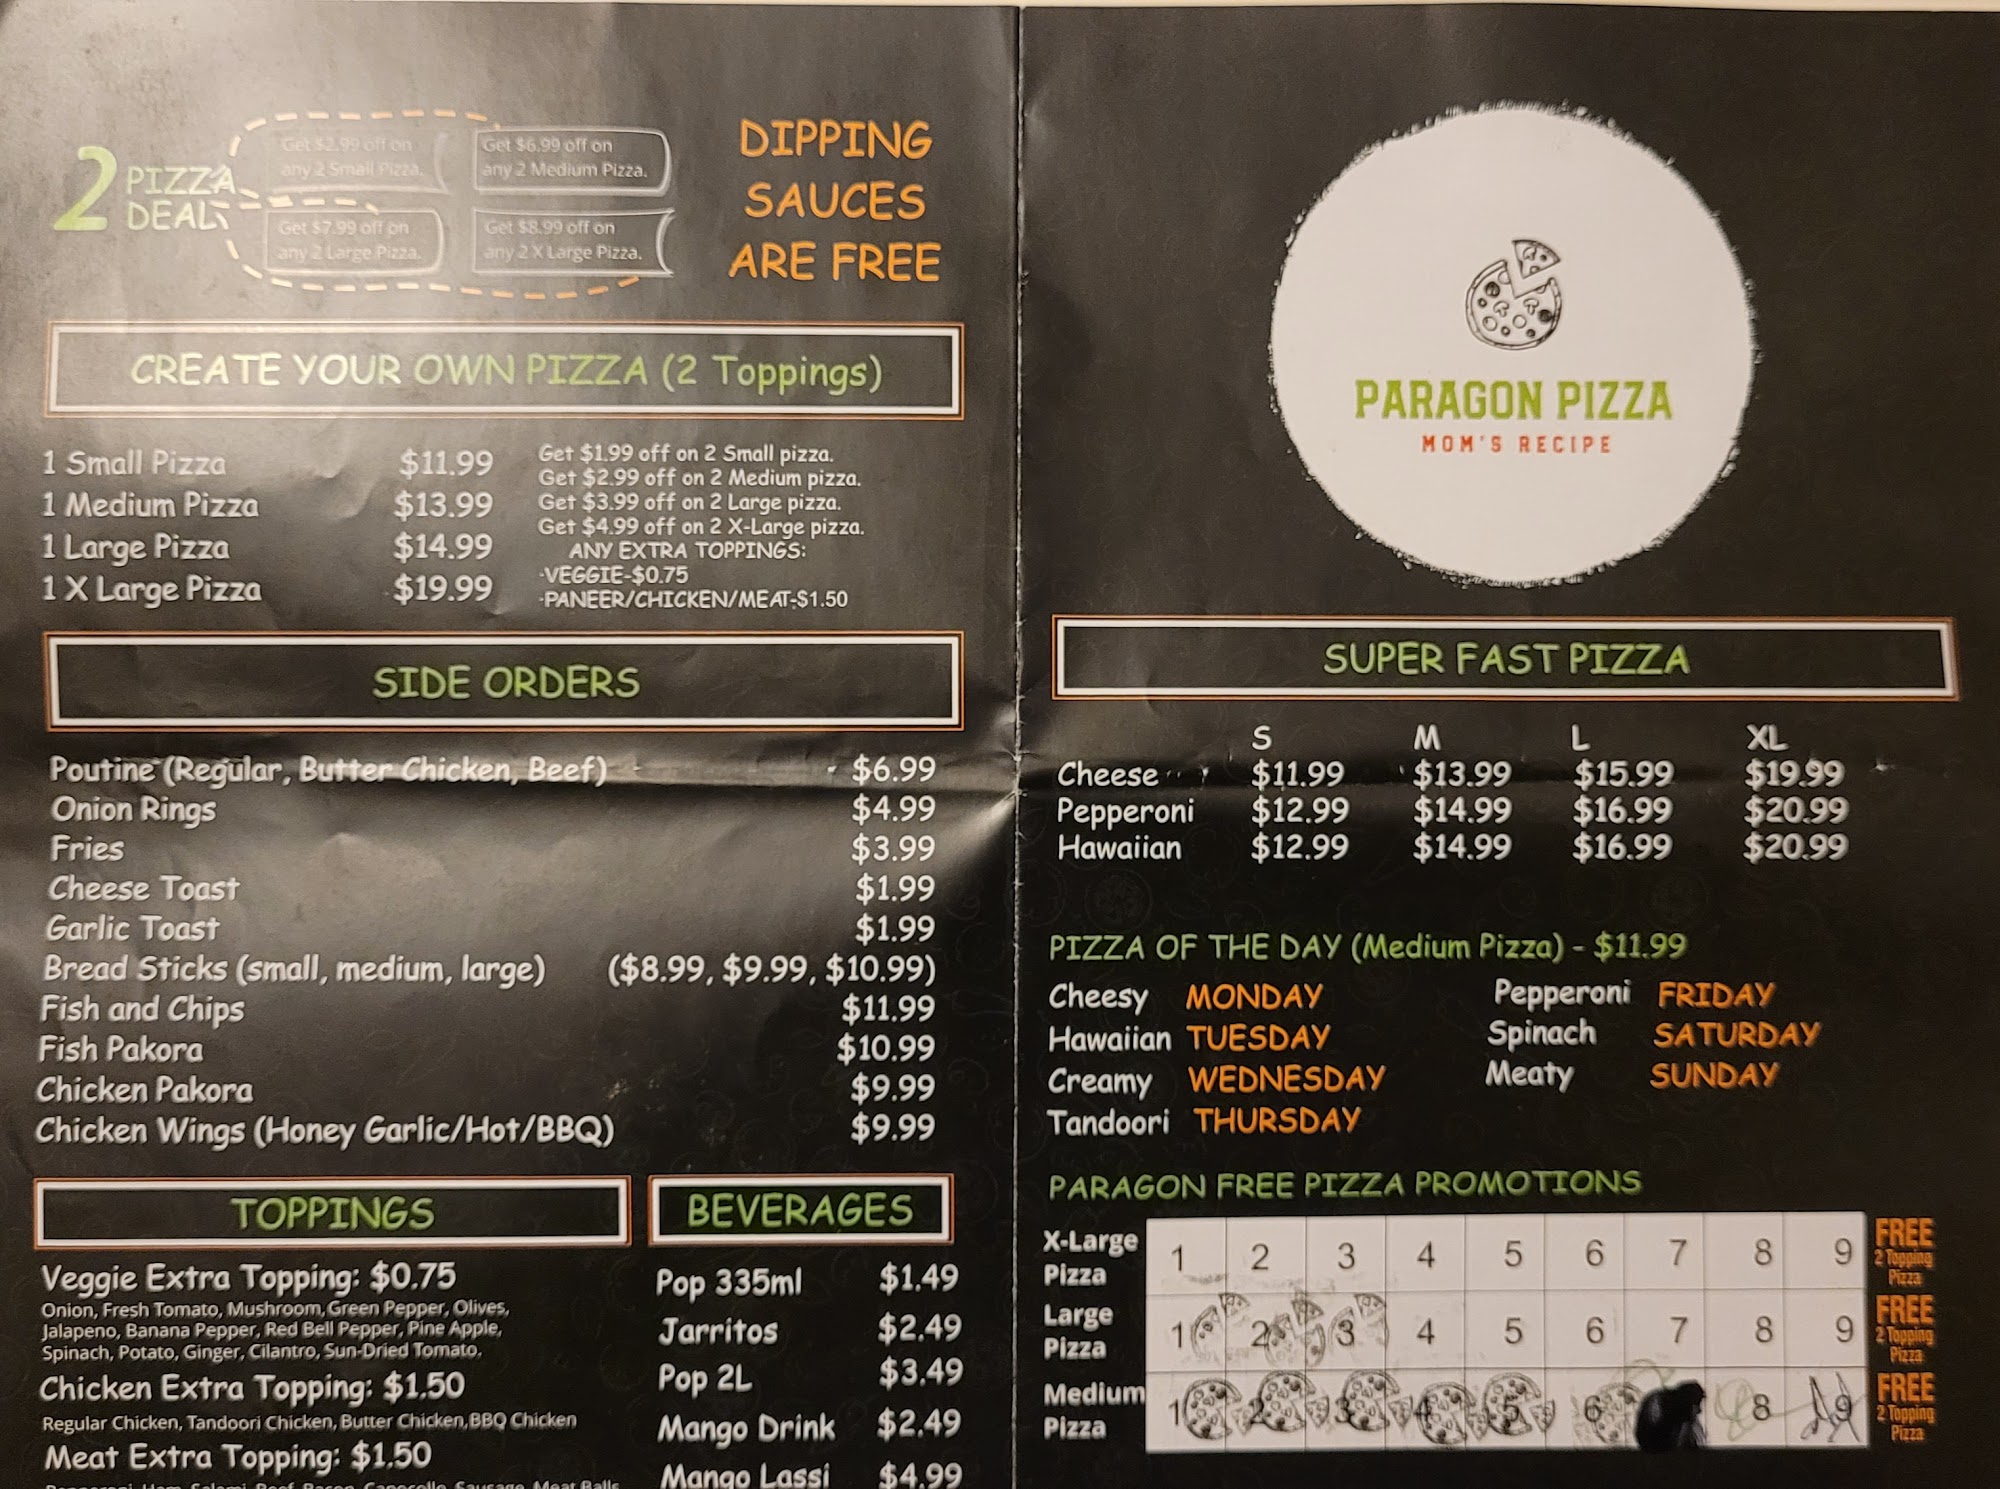 2 PIZZA DEAL
Get $2.99 off on
any 2 Small Pizza.
Get $6.99 off on
any 2 Medium Pizza.
Get $7.99 off on
any 2 Large Pizza.
Get $8.99 off on
any 2 X Large Pizza.
DIPPING
SAUCES
ARE FREE
CREATE YOUR OWN PIZZA (2 Toppings)
1 Small Pizza $11.99
1 Medium Pizza $13.99
1 Large Pizza $14.99
1 X Large Pizza $19.99
Get $1.99 off on 2 Small pizza.
Get $2.99 off on 2 Medium pizza.
Get $3.99 off on 2 Large pizza.
Get $4.99 off on 2 X-Large pizza.
ANY EXTRA TOPPINGS:
-VEGGIE-$0.75
-PANEER/CHICKEN/MEAT-$1.50
SIDE ORDERS
Poutine (Regular, Butter Chicken, Beef) $6.99
Onion Rings $4.99
Fries $3.99
Cheese Toast $1.99
Garlic Toast $1.99
Bread Sticks (small, medium, large) ($8.99, $9.99, $10.99)
Fish and Chips $11.99
Fish Pakora $10.99
Chicken Pakora $9.99
Chicken Wings (Honey Garlic/Hot/BBQ) $9.99
TOPPINGS
Veggie Extra Topping: $0.75
Onion, Fresh Tomato, Mushroom, Green Pepper, Olives,
Jalapeno, Banana Pepper, Red Bell Pepper, Pine Apple,
Spinach, Potato, Ginger, Cilantro, Sun-Dried Tomato.
Chicken Extra Topping: $1.50
Regular Chicken, Tandoori Chicken, Butter Chicken, BBQ Chicken
Meat Extra Topping: $1.50
Pepperoni, Ham, Salami, Beef, Bacon, Capocollo, Sausage, Meat Balls
BEVERAGES
Pop 335ml $1.49
Jarritos $2.49
Pop 2L $3.49
Mango Drink $2.49
Mango Lassi $4.99
PARAGON PIZZA
MOM'S RECIPE
SUPER FAST PIZZA
S M L XL
Cheese $11.99 $13.99 $15.99 $19.99
Pepperoni $12.99 $14.99 $16.99 $20.99
Hawaiian $12.99 $14.99 $16.99 $20.99
PIZZA OF THE DAY (Medium Pizza) - $11.99
Cheesy MONDAY
Hawaiian TUESDAY
Creamy WEDNESDAY
Tandoori THURSDAY
Pepperoni FRIDAY
Spinach SATURDAY
Meaty SUNDAY
PARAGON FREE PIZZA PROMOTIONS
X-Large Pizza 1 2 3 4 5 6 7 8 9 FREE 2 Topping Pizza
Large Pizza 1 2 3 4 5 6 7 8 9 FREE 2 Topping Pizza
Medium Pizza 1 2 3 4 5 6 8 9 FREE 2 Topping Pizza